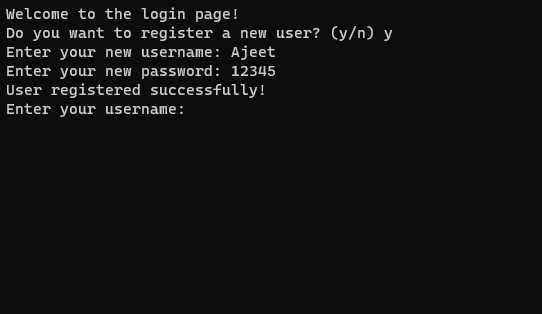 Welcome to the login page!
Do you want to register a new user? (y/n) y
Enter your new username: Ajeet
Enter your new password: 12345
User registered successfully!
Enter your username: